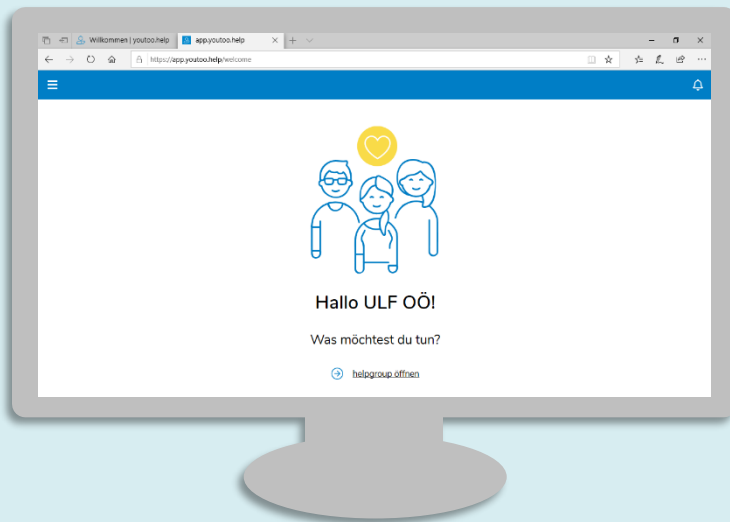 Willkommen | youtoo.help
app.youtoo.help
https://app.youtoo.help/welcome
Hallo ULF OÖ!
Was möchtest du tun?
helpgroup öffnen